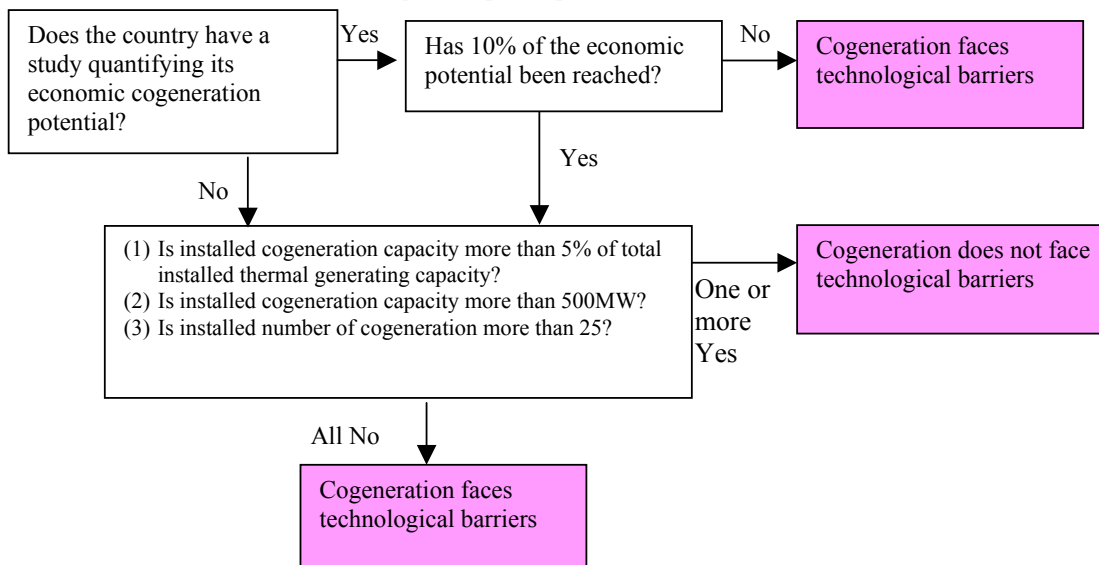 Does the country have a
study quantifying its
economic cogeneration
potential?
Yes
Has 10% of the economic
potential been reached?
No
Cogeneration faces
technological barriers
Yes
No
(1) Is installed cogeneration capacity more than 5% of total
installed thermal generating capacity?
(2) Is installed cogeneration capacity more than 500MW?
(3) Is installed number of cogeneration more than 25?
One or
more
Yes
Cogeneration does not face
technological barriers
All No
Cogeneration faces
technological barriers